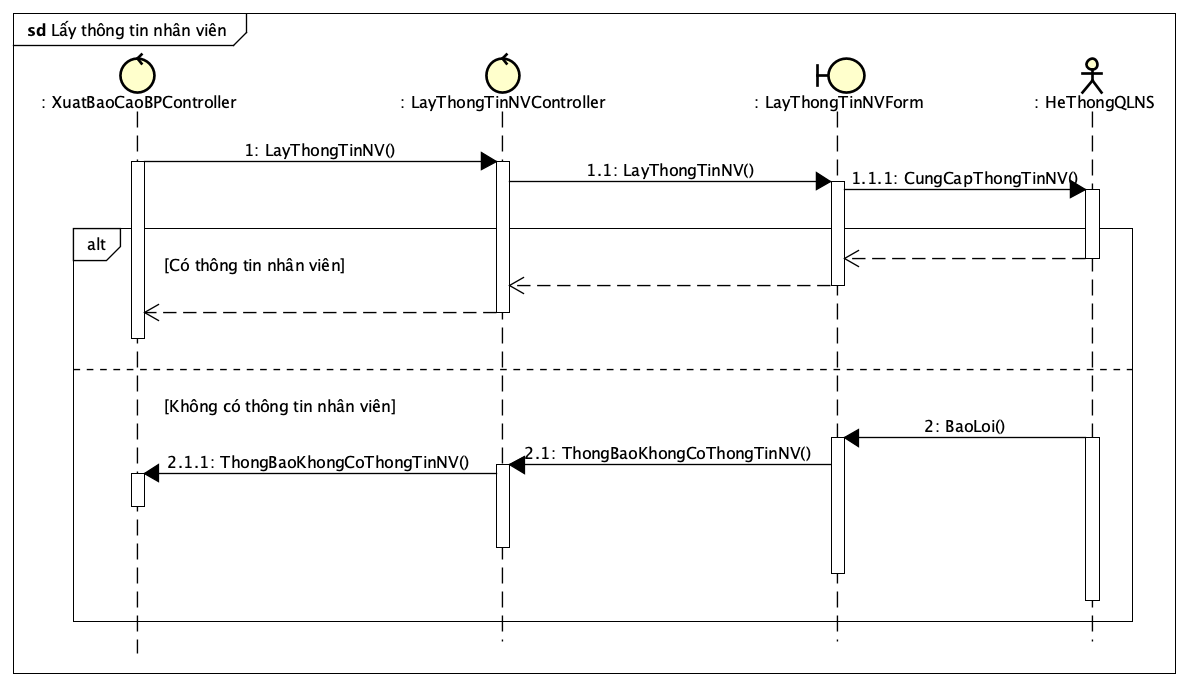 sd Lấy thông tin nhân viên
: XuatBaoCaoBPController
: LayThongTinNVController
: LayThongTinNVForm
: HeThongQLNS
1: LayThongTinNV()
1.1: LayThongTinNV()
1.1.1: CungCapThongTinNV()
alt
[Có thông tin nhân viên]
[Không có thông tin nhân viên]
2: BaoLoi()
2.1: ThongBaoKhongCoThongTinNV()
2.1.1: ThongBaoKhongCoThongTinNV()